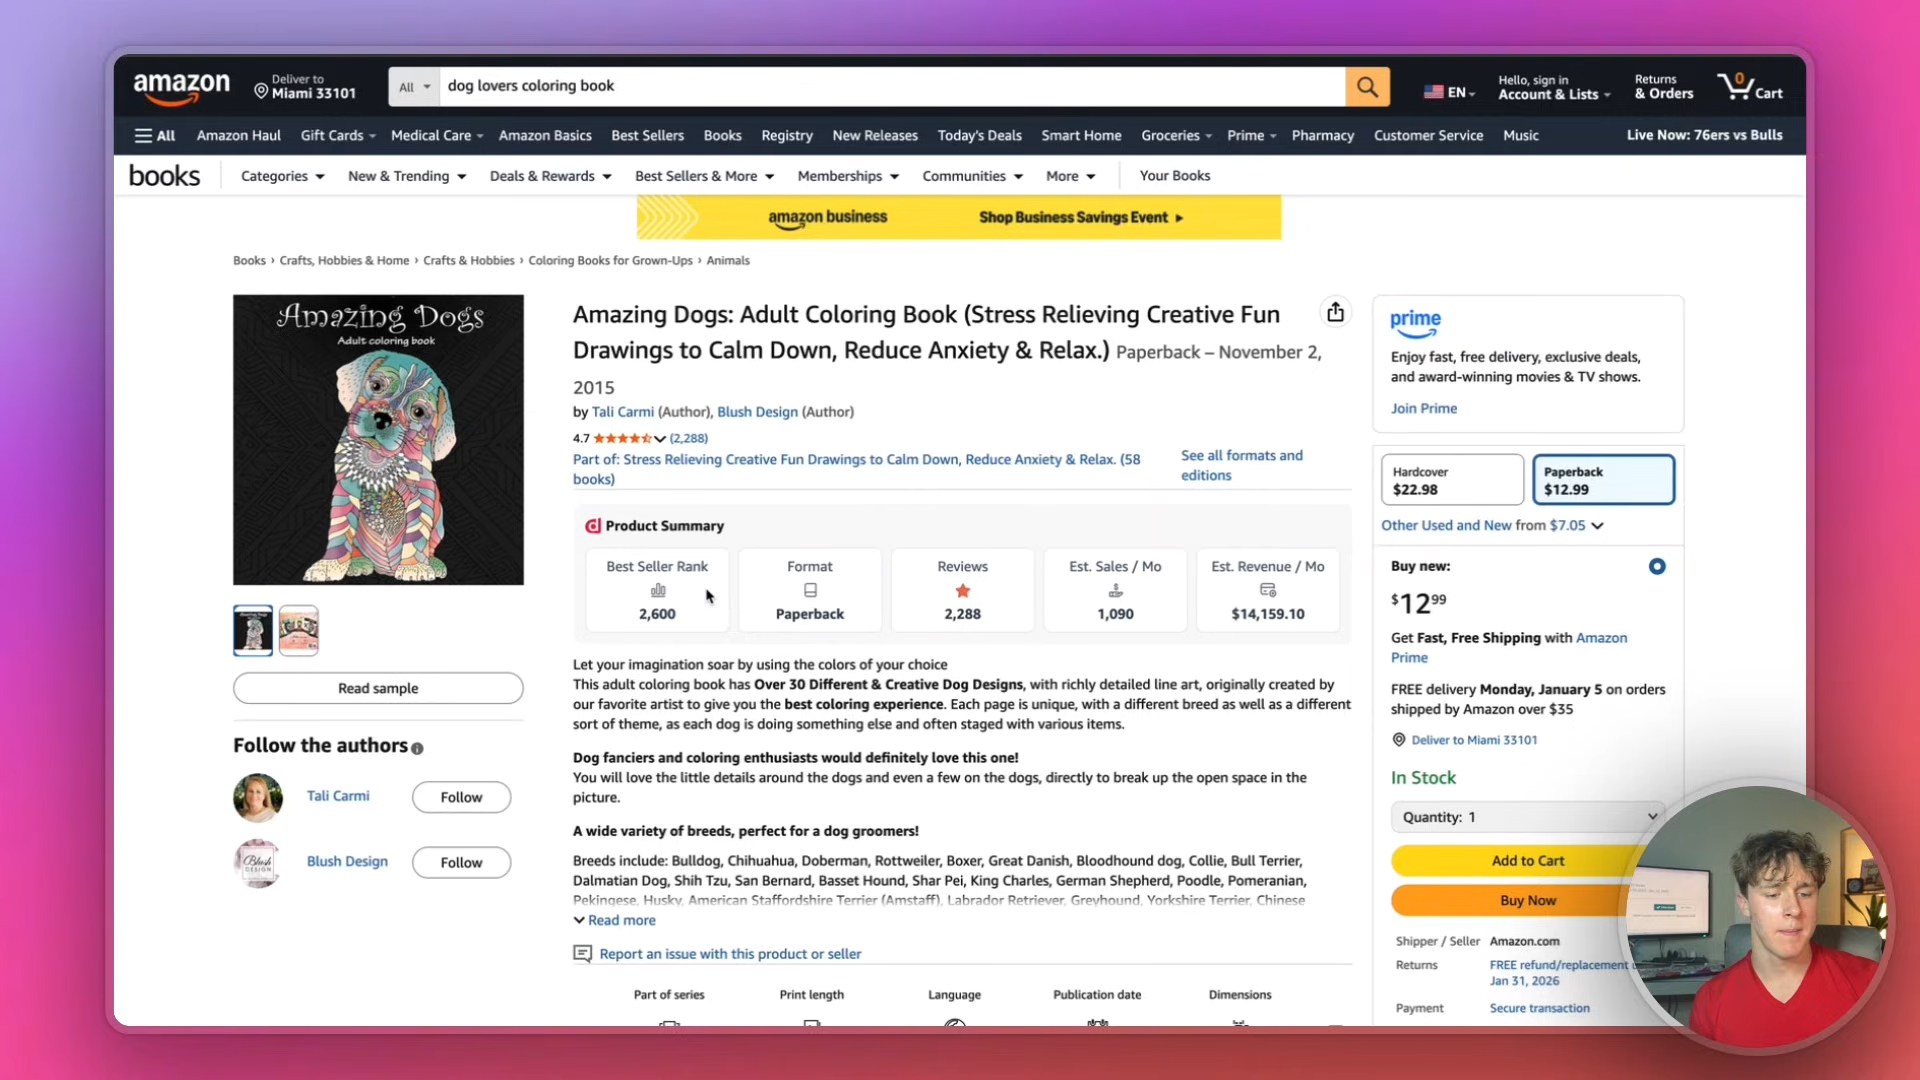 amazon
Deliver to
Miami 33101
All
dog lovers coloring book
EN
Hello, sign in
Account & Lists
Returns
& Orders
0
Cart
All
Amazon Haul
Gift Cards
Medical Care
Amazon Basics
Best Sellers
Books
Registry
New Releases
Today's Deals
Smart Home
Groceries
Prime
Pharmacy
Customer Service
Music
Live Now: 76ers vs Bulls
books
Categories
New & Trending
Deals & Rewards
Best Sellers & More
Memberships
Communities
More
Your Books
amazon business
Shop Business Savings Event
Books › Crafts, Hobbies & Home › Crafts & Hobbies › Coloring Books for Grown-Ups › Animals
Amazing Dogs
Adult coloring book
Read sample
Follow the authors
Tali Carmi
Follow
Blush Design
Follow
Amazing Dogs: Adult Coloring Book (Stress Relieving Creative Fun
Drawings to Calm Down, Reduce Anxiety & Relax.) Paperback – November 2,
2015
by Tali Carmi (Author), Blush Design (Author)
4.7
(2,288)
Part of: Stress Relieving Creative Fun Drawings to Calm Down, Reduce Anxiety & Relax. (58
books)
See all formats and
editions
Product Summary
Best Seller Rank
2,600
Format
Paperback
Reviews
2,288
Est. Sales / Mo
1,090
Est. Revenue / Mo
$14,159.10
Let your imagination soar by using the colors of your choice
This adult coloring book has Over 30 Different & Creative Dog Designs, with richly detailed line art, originally created by
our favorite artist to give you the best coloring experience. Each page is unique, with a different breed as well as a different
sort of theme, as each dog is doing something else and often staged with various items.
Dog fanciers and coloring enthusiasts would definitely love this one!
You will love the little details around the dogs and even a few on the dogs, directly to break up the open space in the
picture.
A wide variety of breeds, perfect for a dog groomers!
Breeds include: Bulldog, Chihuahua, Doberman, Rottweiler, Boxer, Great Danish, Bloodhound dog, Collie, Bull Terrier,
Dalmatian Dog, Shih Tzu, San Bernard, Basset Hound, Shar Pei, King Charles, German Shepherd, Poodle, Pomeranian,
Pekingese, Husky, American Staffordshire Terrier (Amstaff), Labrador Retriever, Greyhound, Yorkshire Terrier, Chinese
Read more
Report an issue with this product or seller
Part of series
Print length
Language
Publication date
Dimensions
prime
Enjoy fast, free delivery, exclusive deals,
and award-winning movies & TV shows.
Join Prime
Hardcover
$22.98
Paperback
$12.99
Other Used and New from $7.05
Buy new:
$12 99
Get Fast, Free Shipping with Amazon
Prime
FREE delivery Monday, January 5 on orders
shipped by Amazon over $35
Deliver to Miami 33101
In Stock
Quantity: 1
Add to Cart
Buy Now
Shipper / Seller
Amazon.com
Returns
FREE refund/replacement
Jan 31, 2026
Payment
Secure transaction